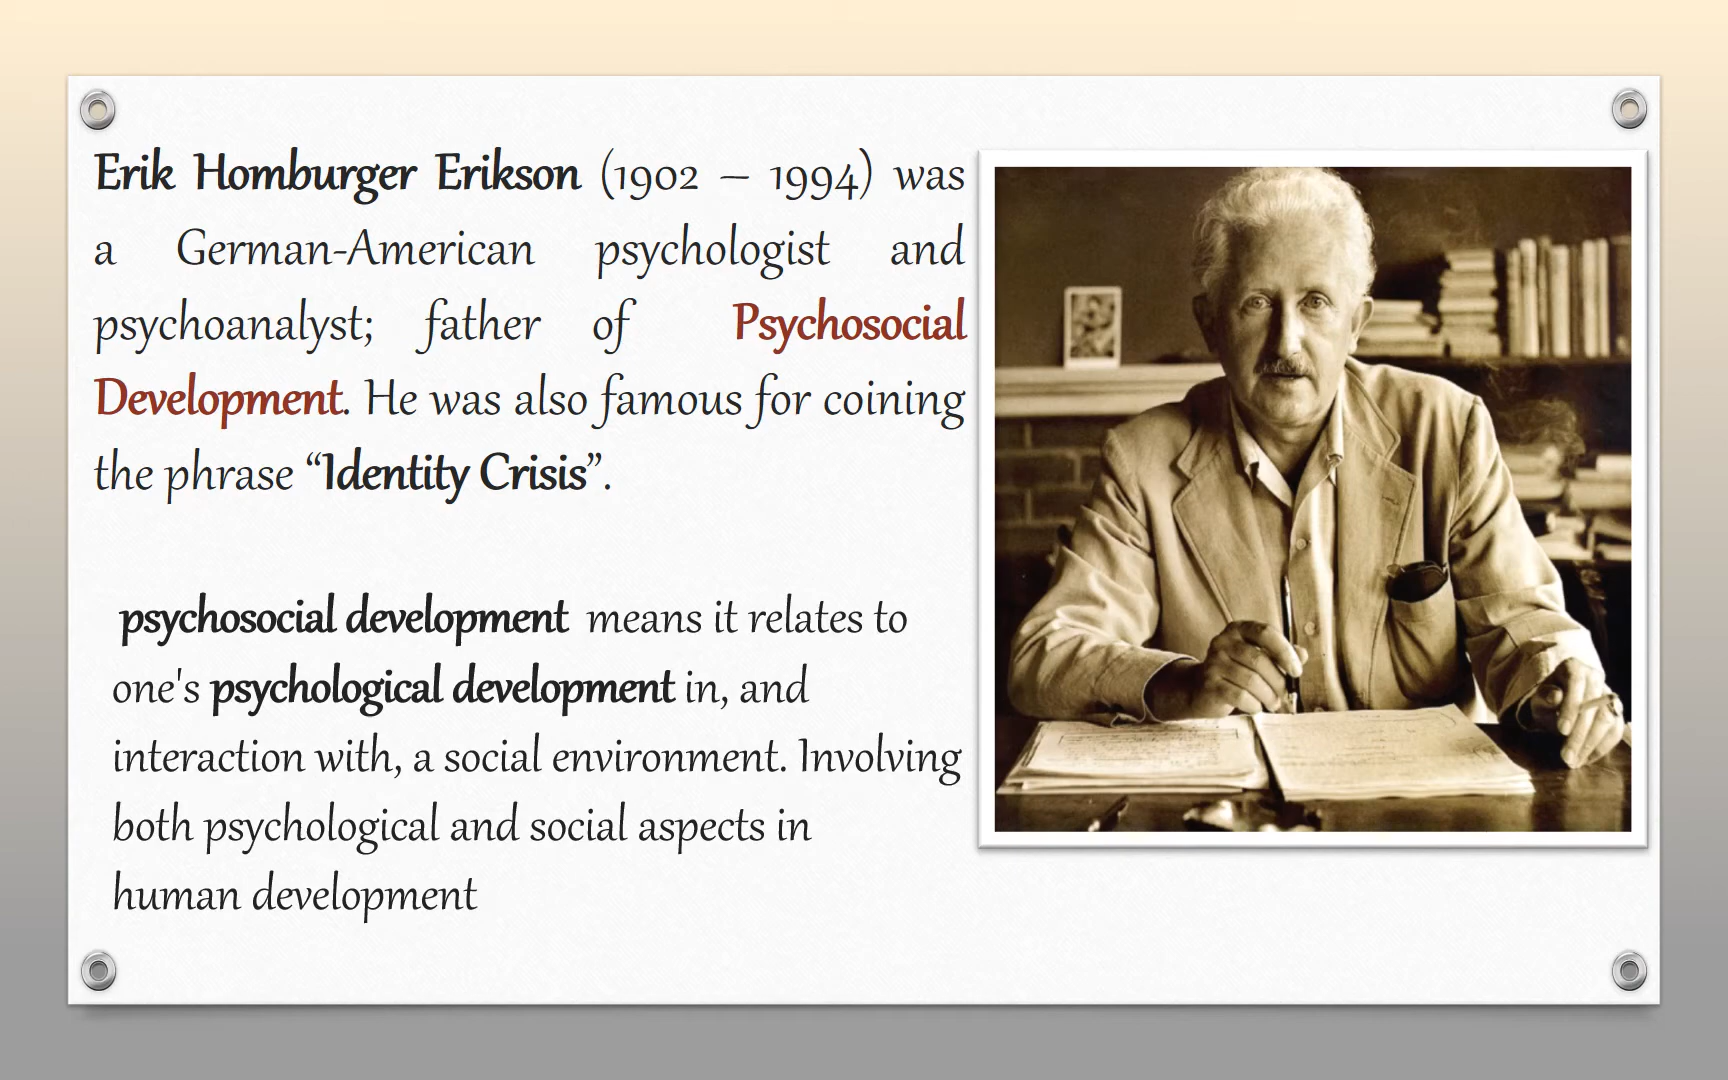 Erik Homburger Erikson (1902 – 1994) was
a German-American psychologist and
psychoanalyst; father of Psychosocial
Development. He was also famous for coining
the phrase “Identity Crisis”.
psychosocial development means it relates to
one's psychological development in, and
interaction with, a social environment. Involving
both psychological and social aspects in
human development